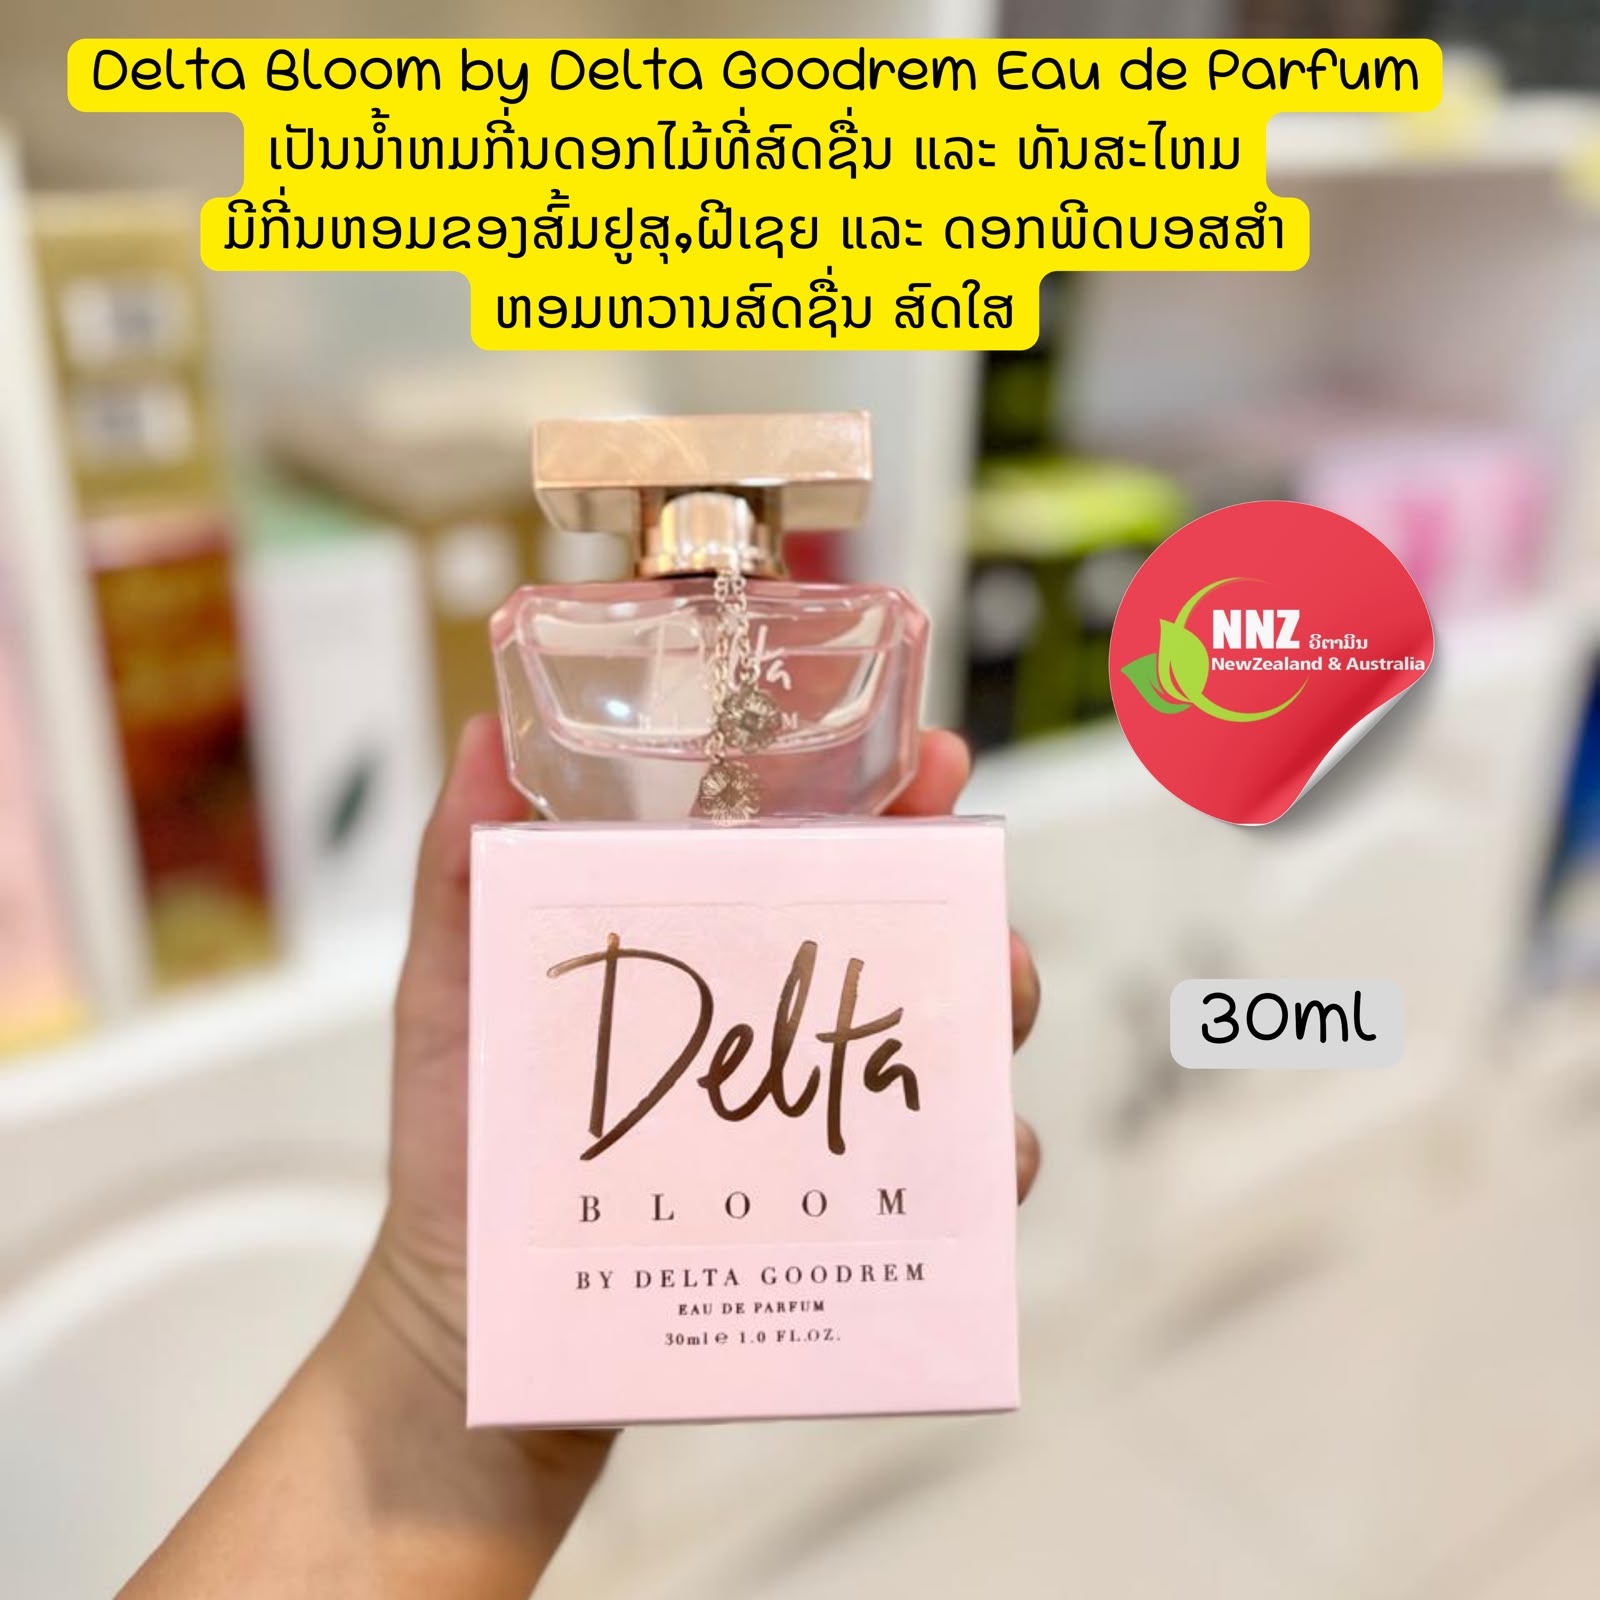 Delta Bloom by Delta Goodrem Eau de Parfum
ເປັນນ້ຳຫມກີ່ນດອກໄມ້ທີ່ສົດຊື່ນ ແລະ ທັນສະໄຫມ
ມີກີ່ນຫອມຂອງສົ້ມຢູສຸ,ຝີເຊຍ ແລະ ດອກພີດບອສສຳ
ຫອມຫວານສົດຊື່ນ ສົດໃສ
Delta
BLOOM
NNZ ວິຕາມິນ
NewZealand & Australia
30ml
Delta
BLOOM
BY DELTA GOODREM
EAU DE PARFUM
30ml e 1.0 FL.OZ.